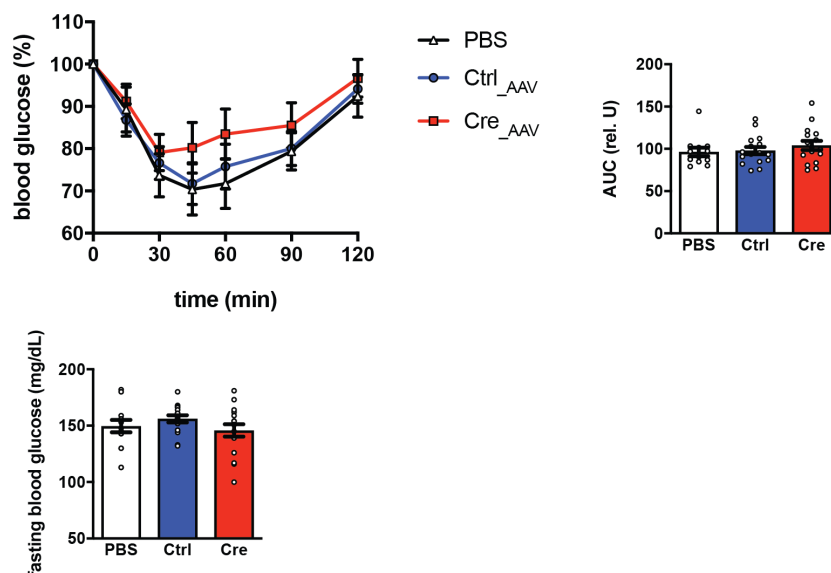 110
100
90
80
70
60
blood glucose (%)
0 30 60 90 120
time (min)
PBS
Ctrl_AAV
Cre_AAV
200
150
100
50
0
AUC (rel. U)
PBS Ctrl Cre
200
150
100
50
fasting blood glucose (mg/dL)
PBS Ctrl Cre